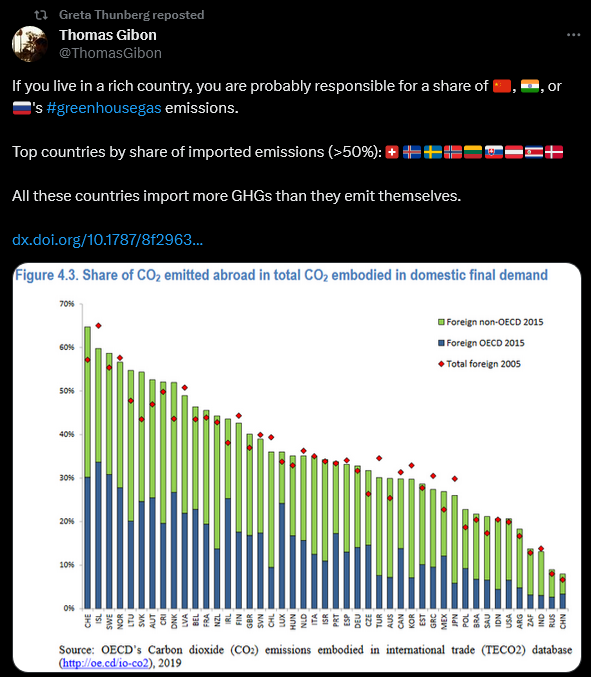 Greta Thunberg reposted
Thomas Gibon
@ThomasGibon
If you live in a rich country, you are probably responsible for a share of 🇨🇳, 🇮🇳, or
🇷🇺's #greenhousegas emissions.
Top countries by share of imported emissions (>50%): 🇨🇭 🇮🇸 🇸🇪 🇳🇴 🇱🇹 🇸🇰 🇦🇹 🇨🇷 🇩🇰
All these countries import more GHGs than they emit themselves.
dx.doi.org/10.1787/8f2963...
Figure 4.3. Share of CO₂ emitted abroad in total CO₂ embodied in domestic final demand
70%
60%
50%
40%
30%
20%
10%
0%
Foreign non-OECD 2015
Foreign OECD 2015
Total foreign 2005
CHE ISL SWE NOR LTU SVK AUT CRI DNK LVA BEL FRA NZL IRL FIN GBR SVN CHL LUX HUN NLD ITA ISR PRT ESP DEU CZE TUR AUS CAN KOR EST GRC MEX JPN POL BRA SAU IDN USA ARG ZAF IND RUS CHN
Source: OECD's Carbon dioxide (CO₂) emissions embodied in international trade (TECO2) database
(http://oe.cd/io-co2), 2019